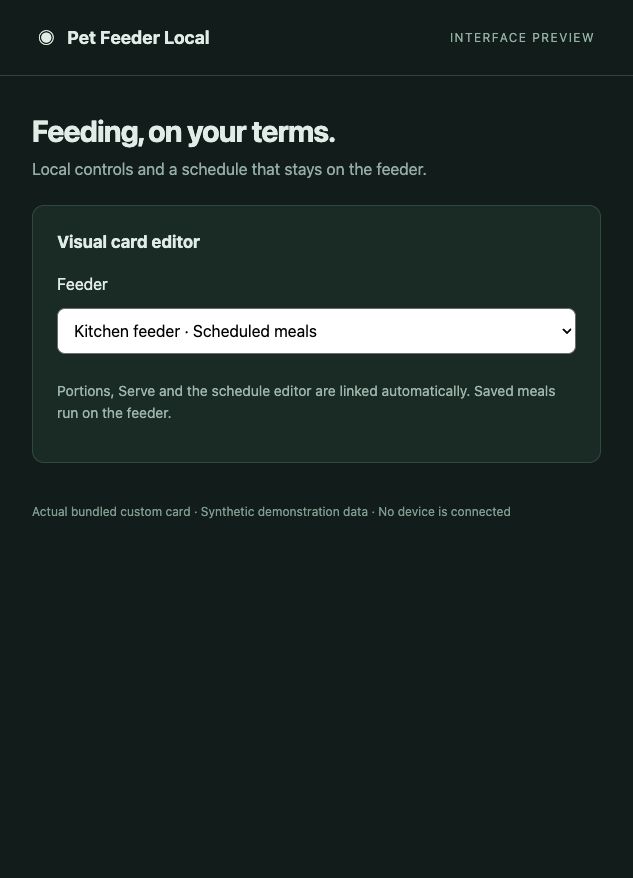 Pet Feeder Local
INTERFACE PREVIEW
Feeding, on your terms.
Local controls and a schedule that stays on the feeder.
Visual card editor
Feeder
Kitchen feeder · Scheduled meals
Portions, Serve and the schedule editor are linked automatically. Saved meals
run on the feeder.
Actual bundled custom card · Synthetic demonstration data · No device is connected